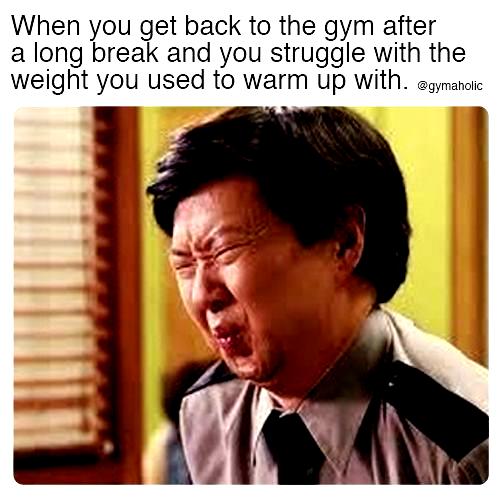 When you get back to the gym after
a long break and you struggle with the
weight you used to warm up with. @gymaholic